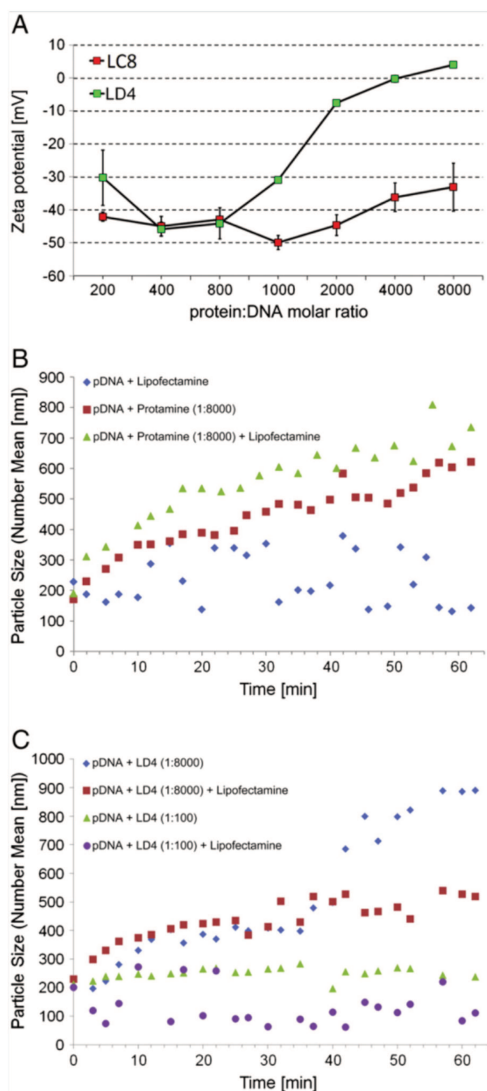 A
10
0
-10
-20
-30
-40
-50
-60
Zeta potential [mV]
LC8
LD4
200 400 800 1000 2000 4000 8000
protein:DNA molar ratio
B
900
800
700
600
500
400
300
200
100
0
Particle Size (Number Mean [nm])
pDNA + Lipofectamine
pDNA + Protamine (1:8000)
pDNA + Protamine (1:8000) + Lipofectamine
0 10 20 30 40 50 60
Time [min]
C
1000
900
800
700
600
500
400
300
200
100
0
Particle Size (Number Mean [nm])
pDNA + LD4 (1:8000)
pDNA + LD4 (1:8000) + Lipofectamine
pDNA + LD4 (1:100)
pDNA + LD4 (1:100) + Lipofectamine
0 10 20 30 40 50 60
Time [min]